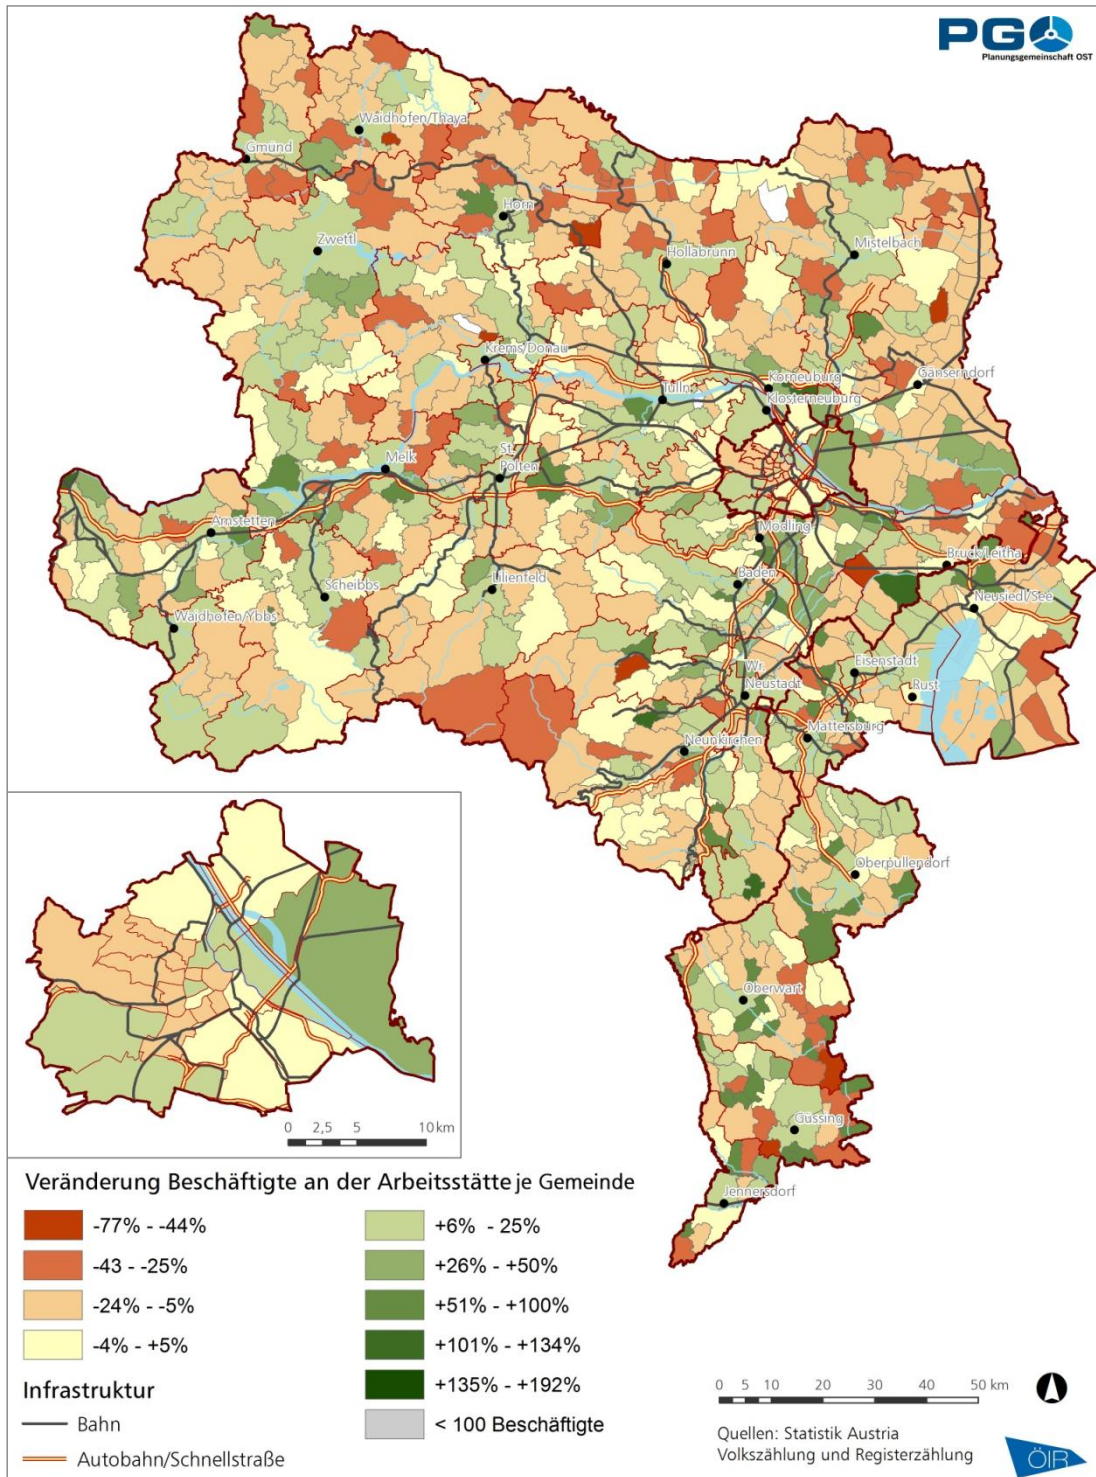 PGO
Planungsgemeinschaft OST
Waidhofen/Thaya
Gmünd
Horn
Zwettl
Hollabrunn
Mistelbach
Krems/Donau
Korneuburg
Gänserndorf
Tulln
Klosterneuburg
Melk
St.
Pölten
Amstetten
Mödling
Bruck/Leitha
Scheibbs
Lilienfeld
Baden
Neusiedl/See
Waidhofen/Ybbs
Eisenstadt
Wr.
Neustadt
Rust
Mattersburg
Neunkirchen
Oberpullendorf
Oberwart
Güssing
Jennersdorf
0 2,5 5 10 km
Veränderung Beschäftigte an der Arbeitsstätte je Gemeinde
-77% - -44%
-43 - -25%
-24% - -5%
-4% - +5%
+6% - 25%
+26% - +50%
+51% - +100%
+101% - +134%
+135% - +192%
< 100 Beschäftigte
Infrastruktur
Bahn
Autobahn/Schnellstraße
0 5 10 20 30 40 50 km
Quellen: Statistik Austria
Volkszählung und Registerzählung
ÖIR